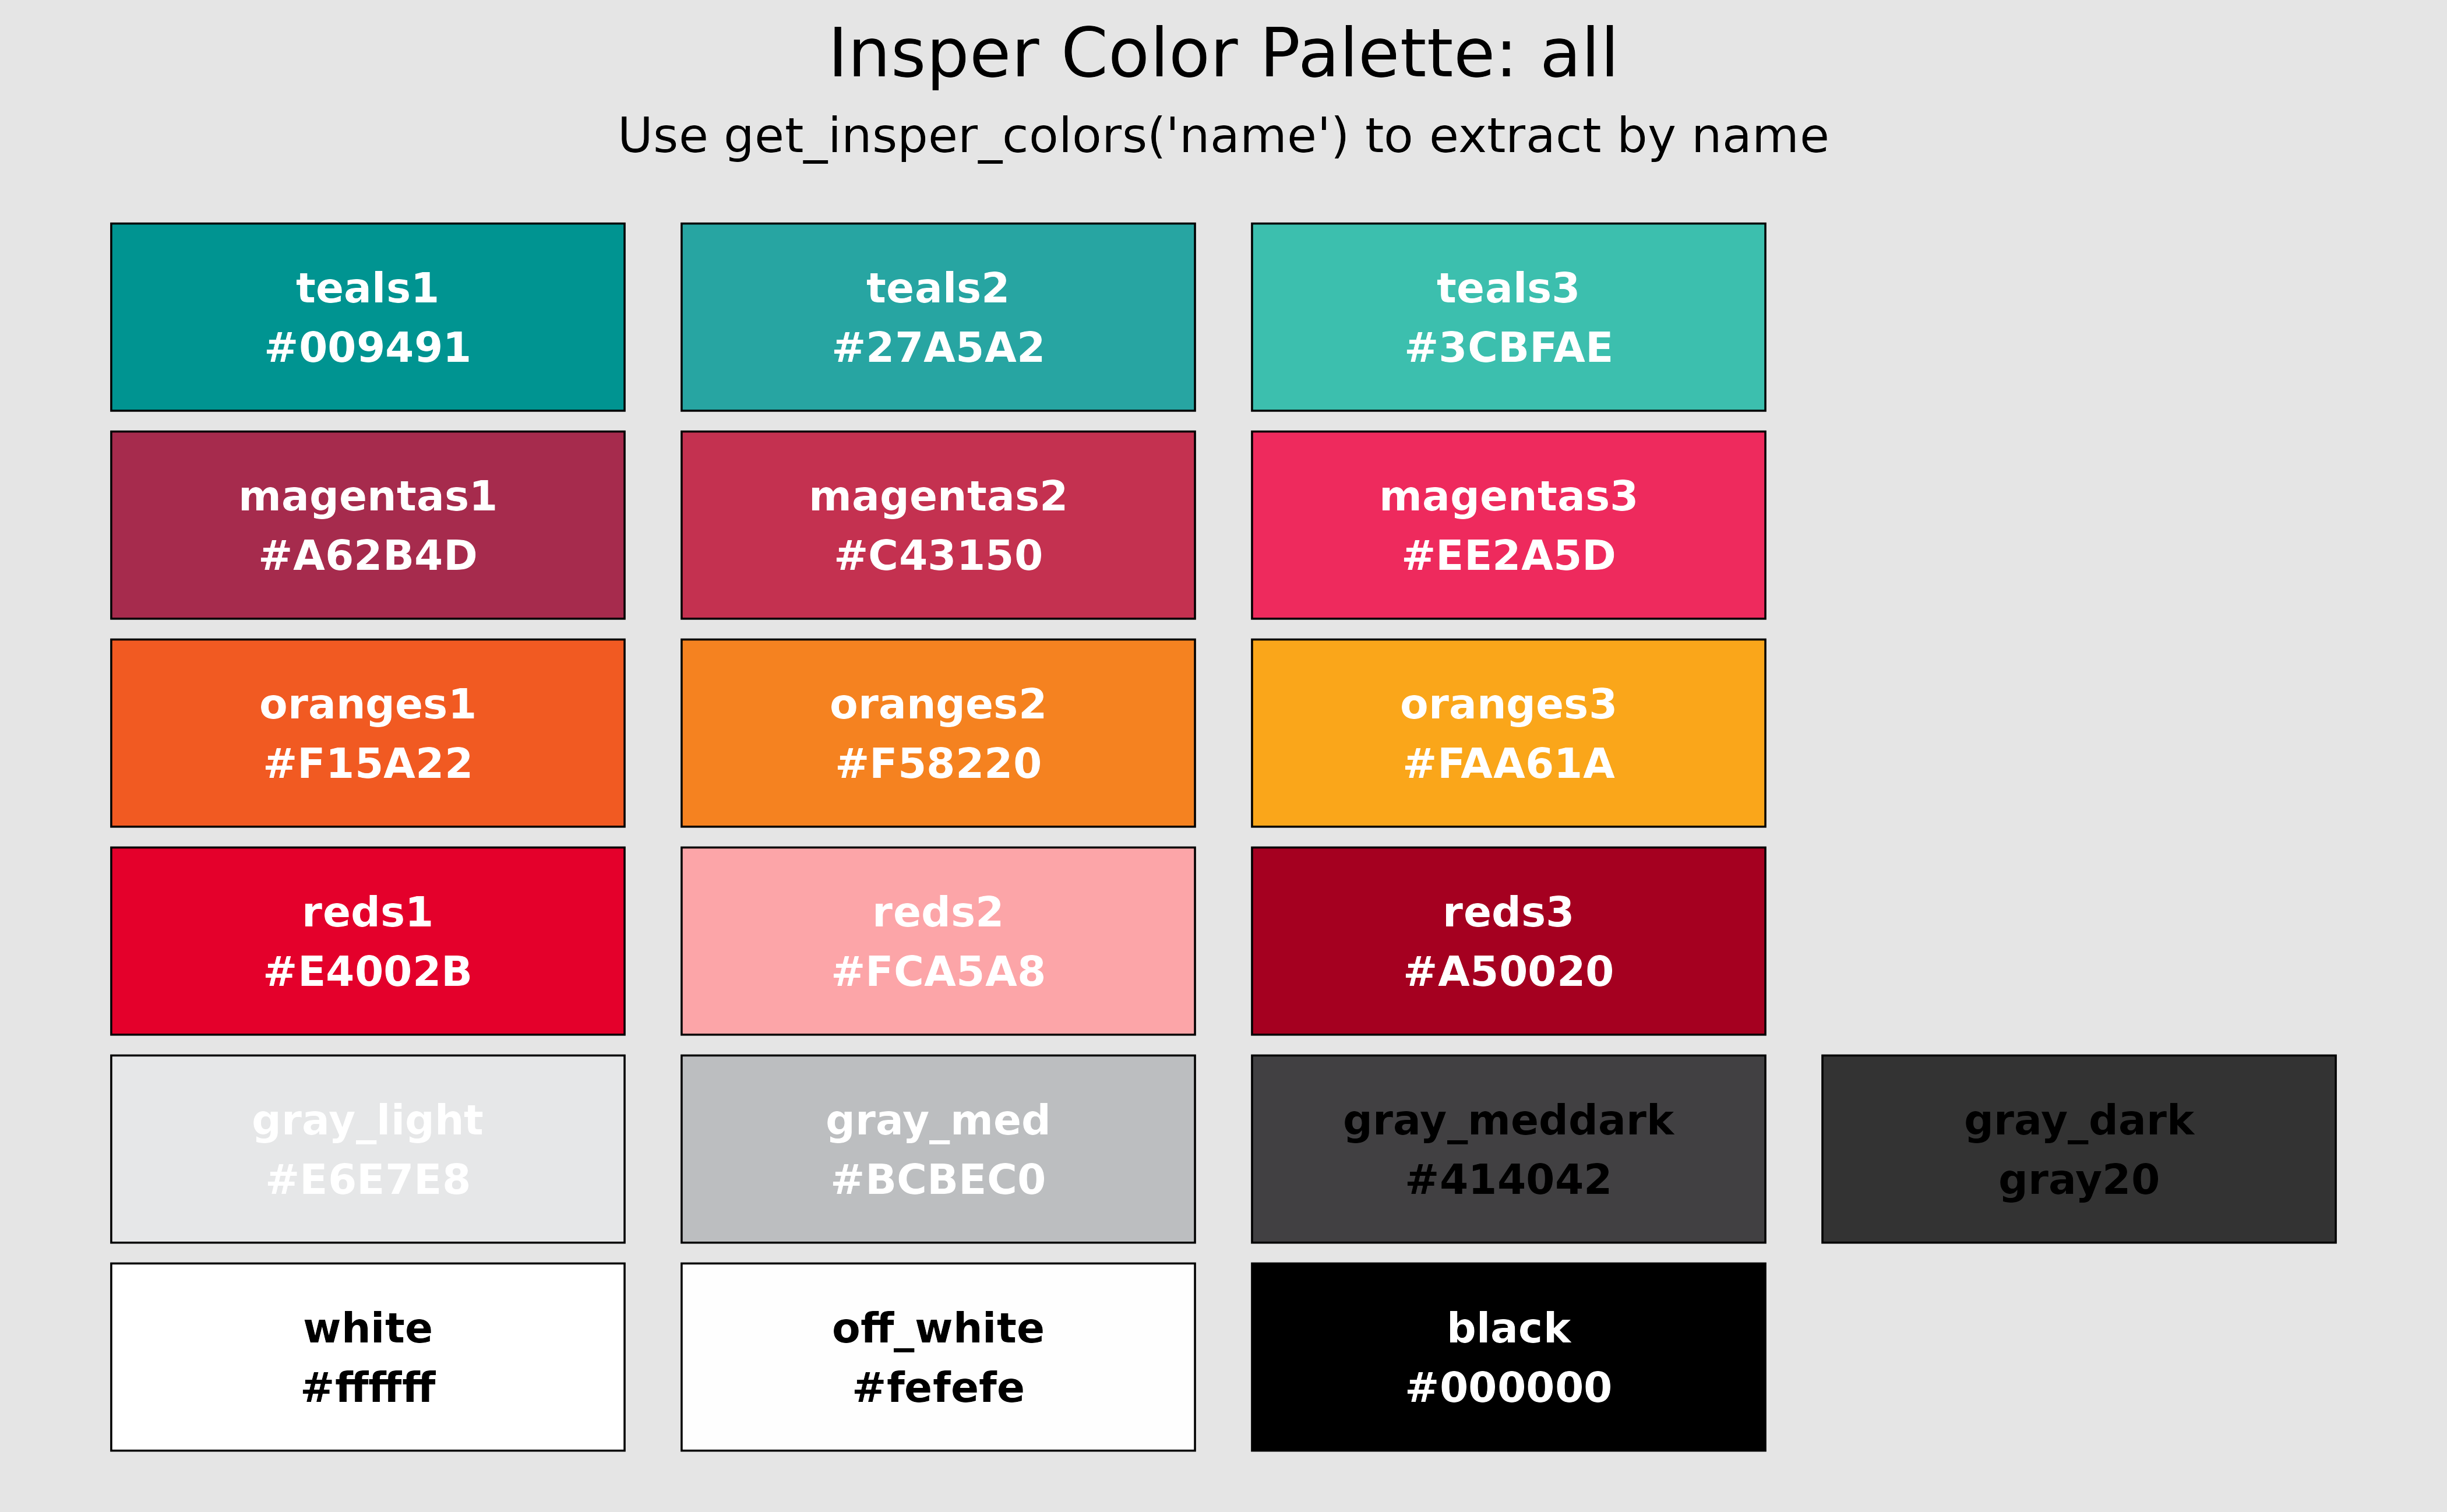 Insper Color Palette: all
Use get_insper_colors('name') to extract by name
teals1
#009491
teals2
#27A5A2
teals3
#3CBFAE
magentas1
#A62B4D
magentas2
#C43150
magentas3
#EE2A5D
oranges1
#F15A22
oranges2
#F58220
oranges3
#FAA61A
reds1
#E4002B
reds2
#FCA5A8
reds3
#A50020
gray_light
#E6E7E8
gray_med
#BCBEC0
gray_meddark
#414042
gray_dark
gray20
white
#ffffff
off_white
#fefefe
black
#000000